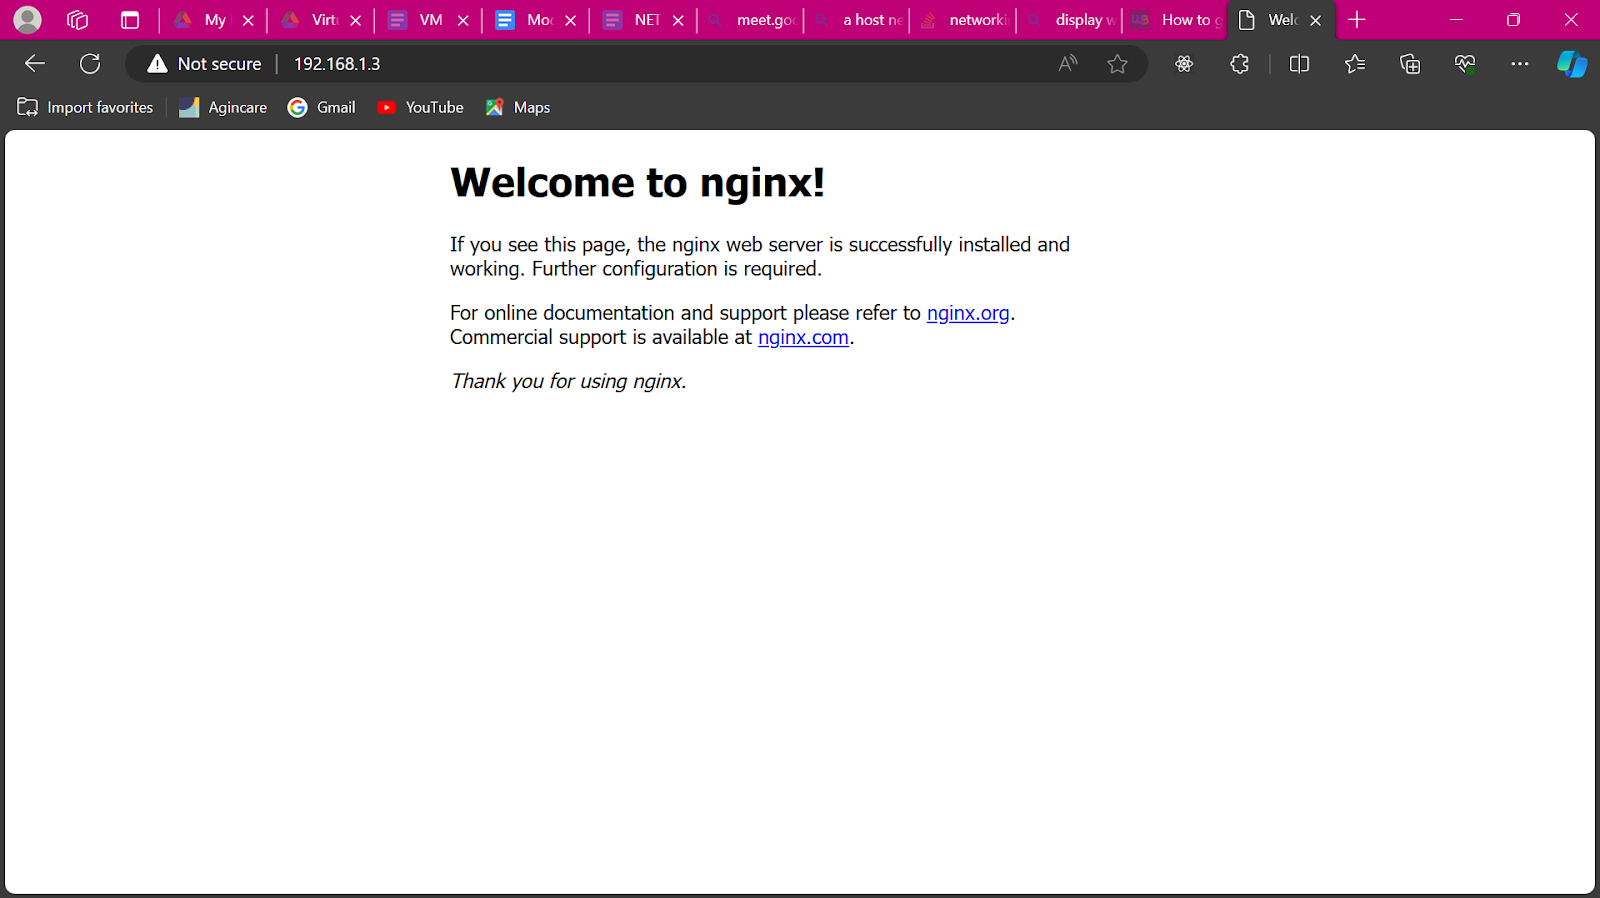 My
Virt
VM
Moc
NET
meet.goo
a host ne
networki
display w
How to g
Welc
Not secure
192.168.1.3
Import favorites
Agincare
Gmail
YouTube
Maps
Welcome to nginx!
If you see this page, the nginx web server is successfully installed and
working. Further configuration is required.
For online documentation and support please refer to nginx.org.
Commercial support is available at nginx.com.
Thank you for using nginx.